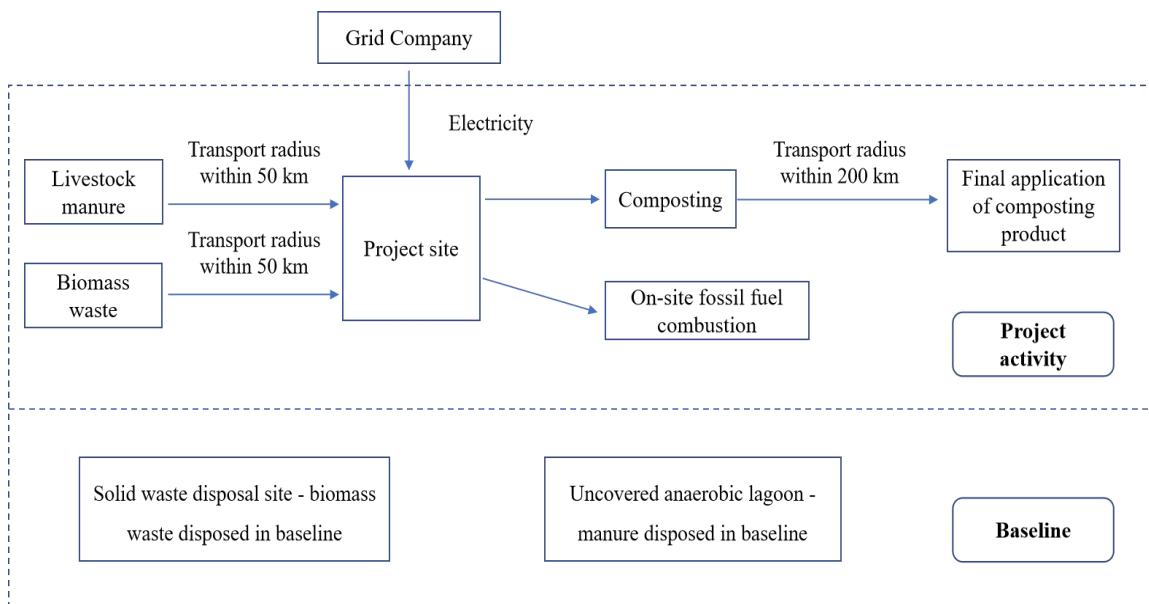 Grid Company
Electricity
Transport radius
within 50 km
Livestock
manure
Transport radius
within 50 km
Biomass
waste
Project site
Composting
Transport radius
within 200 km
Final application
of composting
product
On-site fossil fuel
combustion
Project
activity
Solid waste disposal site - biomass
waste disposed in baseline
Uncovered anaerobic lagoon -
manure disposed in baseline
Baseline